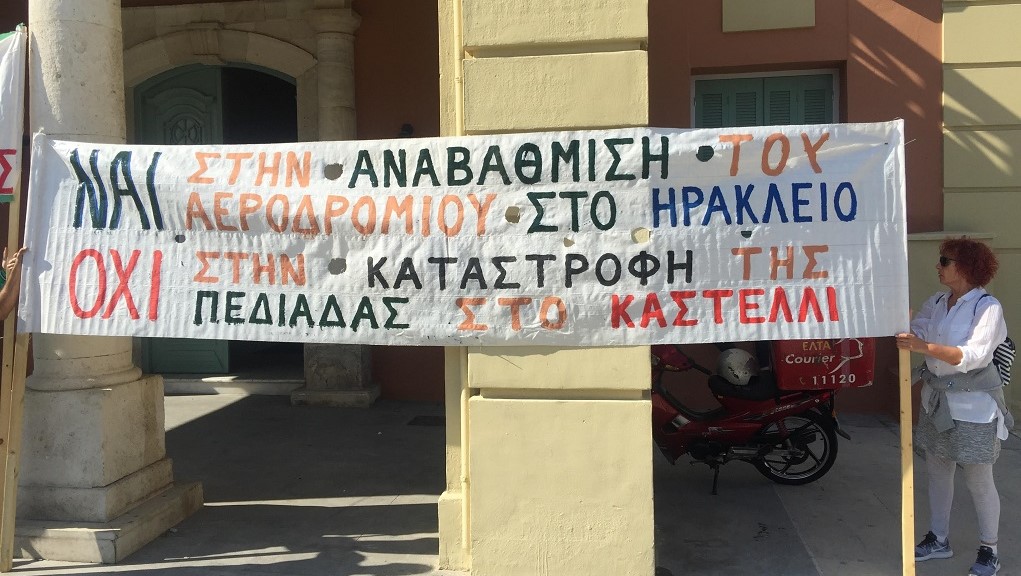 ΝΑΙ ΣΤΗΝ • ΑΝΑΒΑΘΜΙΣΗ • ΤΟΥ
ΑΕΡΟΔΡΟΜΙΟΥ • ΣΤΟ ΗΡΑΚΛΕΙΟ
ΟΧΙ ΣΤΗΝ • ΚΑΤΑΣΤΡΟΦΗ ΤΗΣ
ΠΕΔΙΑΔΑΣ ΣΤΟ ΚΑΣΤΕΛΛΙ
Σ
ΕΛΤΑ
Courier
11120